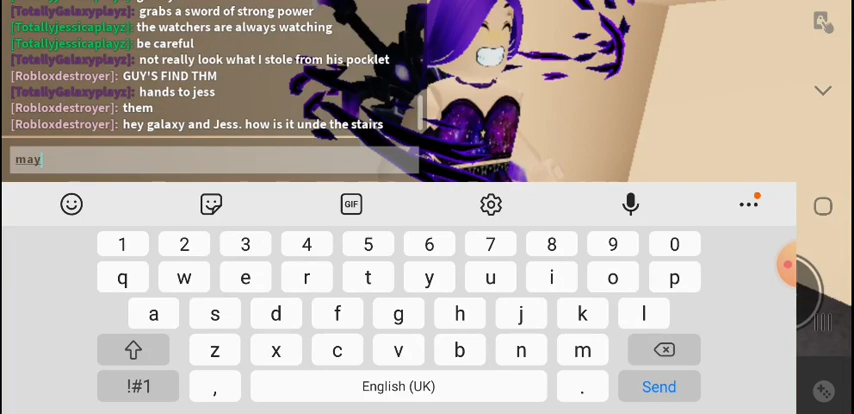 [TotallyGalaxyplayz]: grabs a sword of strong power
[Totallyjessicaplayz]: the watchers are always watching
[Totallyjessicaplayz]: be careful
[TotallyGalaxyplayz]: not really look what I stole from his pocklet
[Robloxdestroyer]: GUY'S FIND THM
[TotallyGalaxyplayz]: hands to jess
[Robloxdestroyer]: them
[Robloxdestroyer]: hey galaxy and Jess. how is it unde the stairs
may
GIF
1 2 3 4 5 6 7 8 9 0
q w e r t y u i o p
a s d f g h j k l
z x c v b n m
!#1 , English (UK) . Send